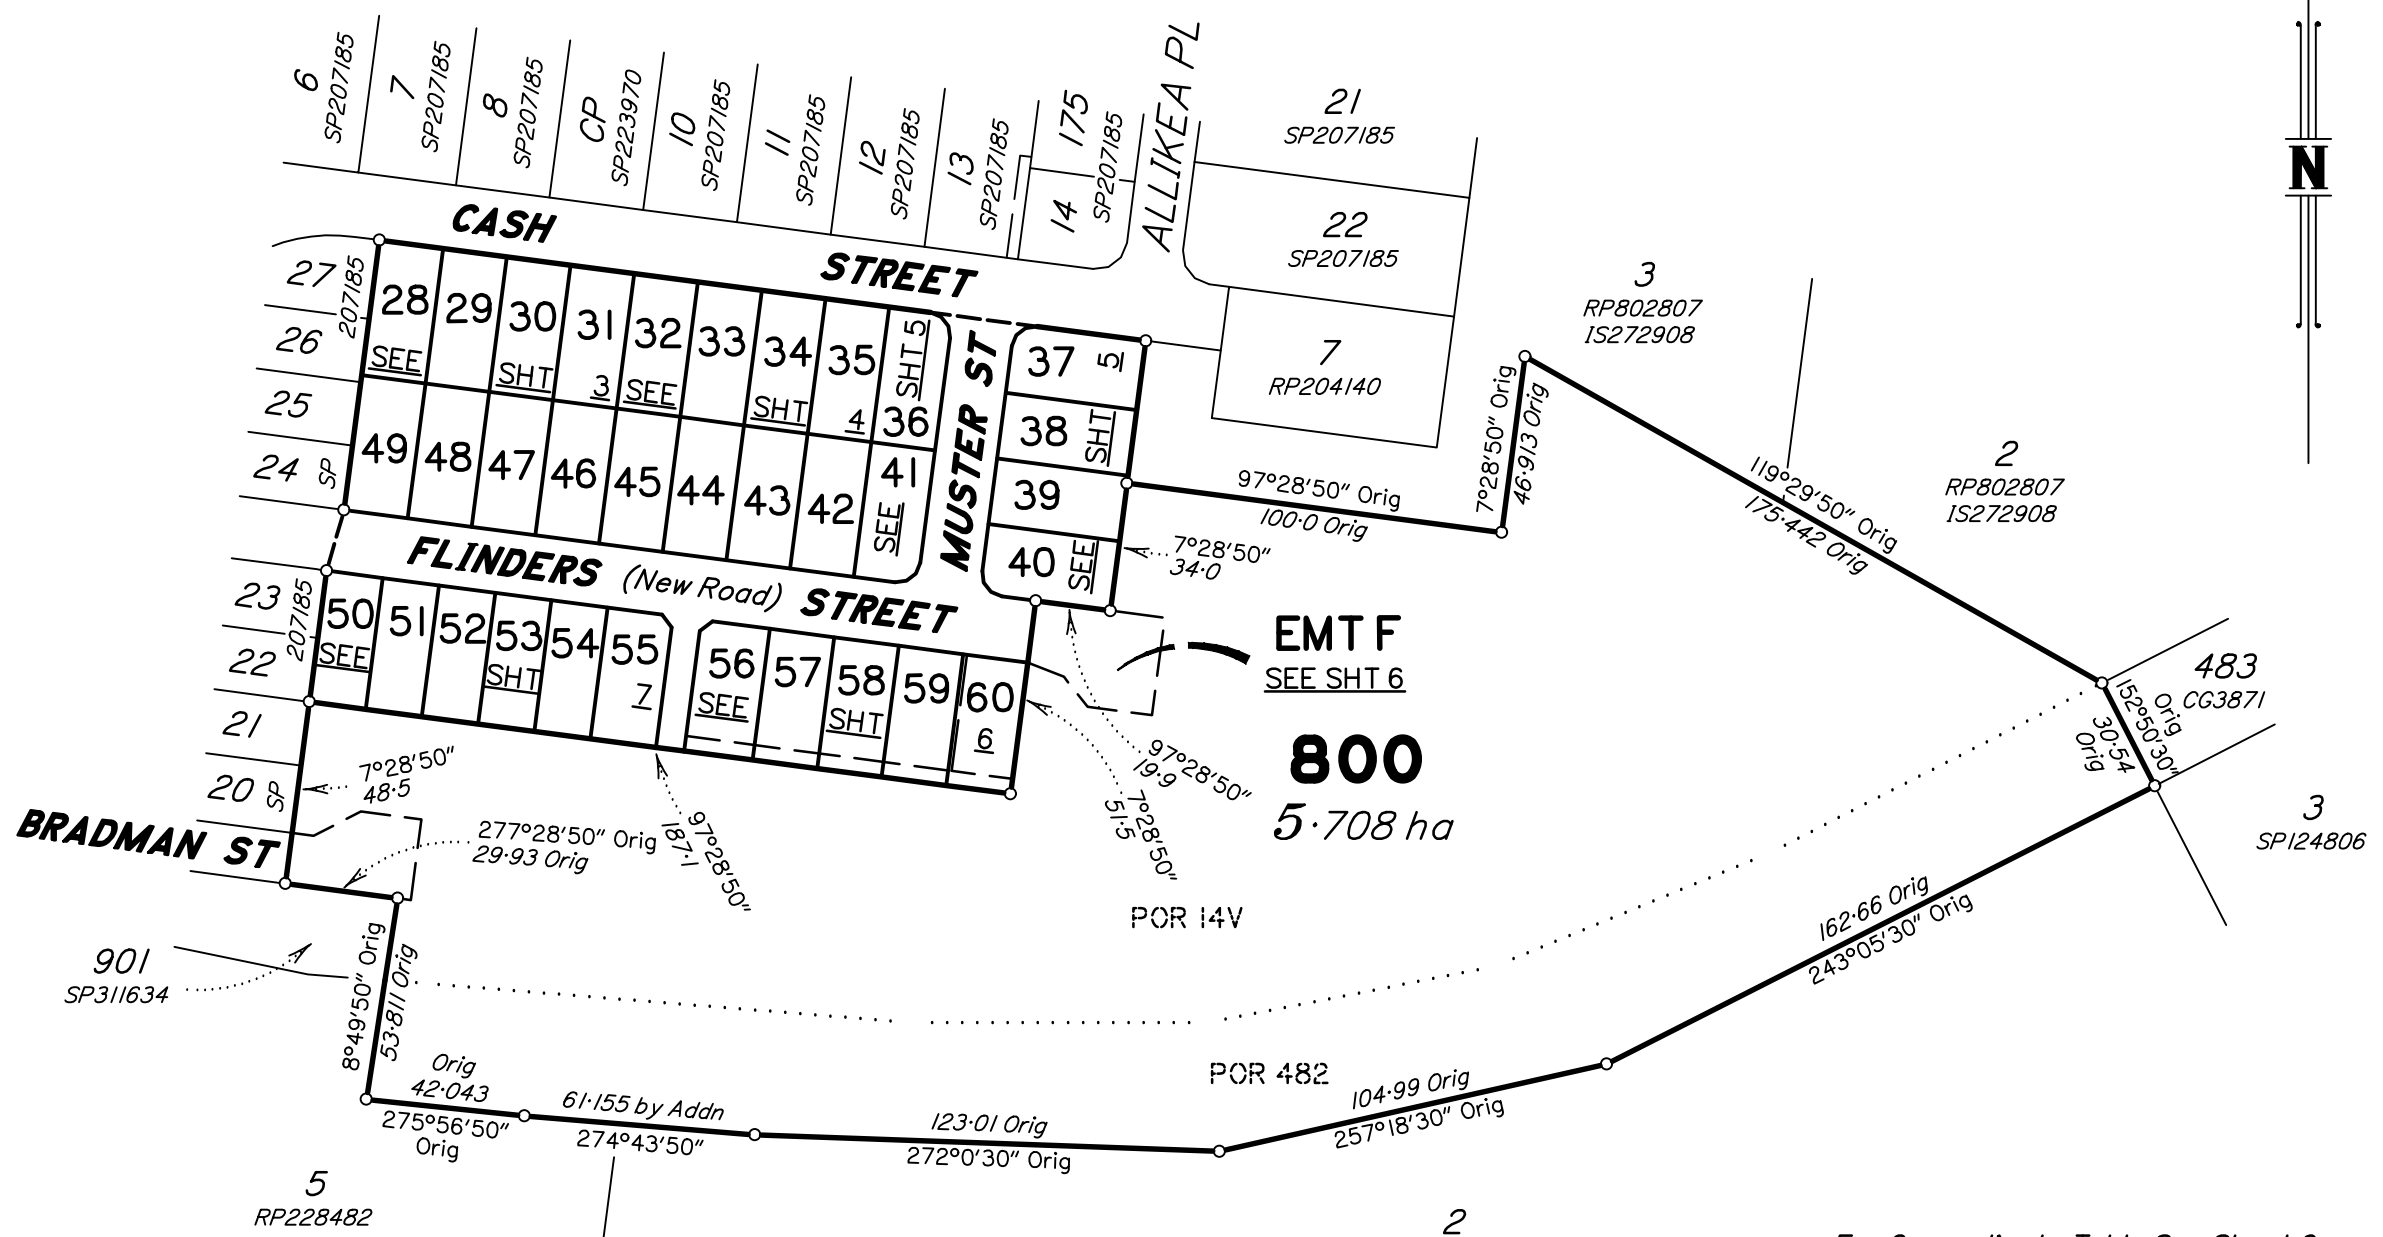 6
SP207185
7
SP207185
8
SP207185
CP
SP223970
10
SP207185
11
SP207185
12
SP207185
13
SP207185
175
SP207185
14
ALLIKEA PL
21
SP207185
22
SP207185
7
RP204140
3
RP802807
IS272908
2
RP802807
IS272908
N
CASH STREET
27
207185
26
25
24
SP
28
29
30
31
32
33
34
35
36
SHT 5
SEE
SHT
3
SEE
SHT
4
49
48
47
46
45
44
43
42
41
SEE
MUSTER ST
37
5
38
SHT
39
40
SEE
97°28'50" Orig
100·0 Orig
7°28'50" Orig
46·913 Orig
119°29'50" Orig
175·442 Orig
7°28'50"
34·0
FLINDERS (New Road) STREET
23
207185
22
21
20
SP
50
51
52
53
54
55
SEE
SHT
7
56
57
58
59
60
SEE
SHT
6
EMT F
SEE SHT 6
800
5·708 ha
97°28'50"
19·9
7°28'50"
51·5
97°28'50"
187·1
7°28'50"
48·5
BRADMAN ST
277°28'50" Orig
29·93 Orig
483
CG3871
152°50'30"
Orig
30·54
Orig
3
SP124806
POR 14V
901
SP311634
8°49'50" Orig
53·811 Orig
162·66 Orig
243°05'30" Orig
POR 482
Orig
42·043
275°56'50"
Orig
61·155 by Addn
274°43'50"
123·01 Orig
272°0'30" Orig
104·99 Orig
257°18'30" Orig
5
RP228482
2